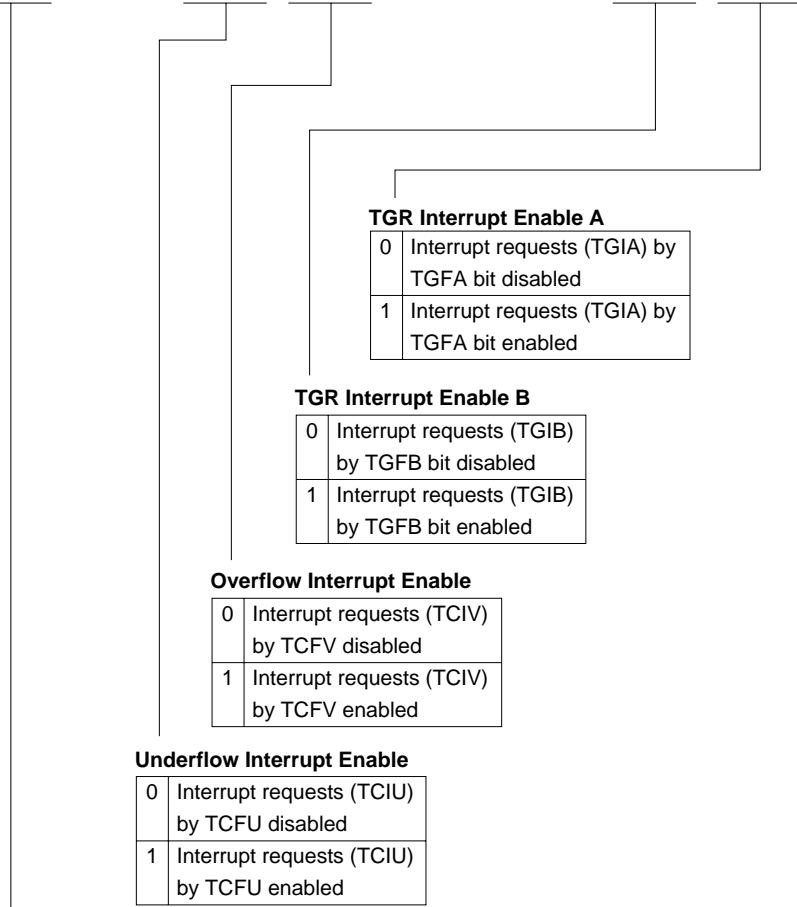 TGR Interrupt Enable A
0 Interrupt requests (TGIA) by
TGFA bit disabled
1 Interrupt requests (TGIA) by
TGFA bit enabled
TGR Interrupt Enable B
0 Interrupt requests (TGIB)
by TGFB bit disabled
1 Interrupt requests (TGIB)
by TGFB bit enabled
Overflow Interrupt Enable
0 Interrupt requests (TCIV)
by TCFV disabled
1 Interrupt requests (TCIV)
by TCFV enabled
Underflow Interrupt Enable
0 Interrupt requests (TCIU)
by TCFU disabled
1 Interrupt requests (TCIU)
by TCFU enabled